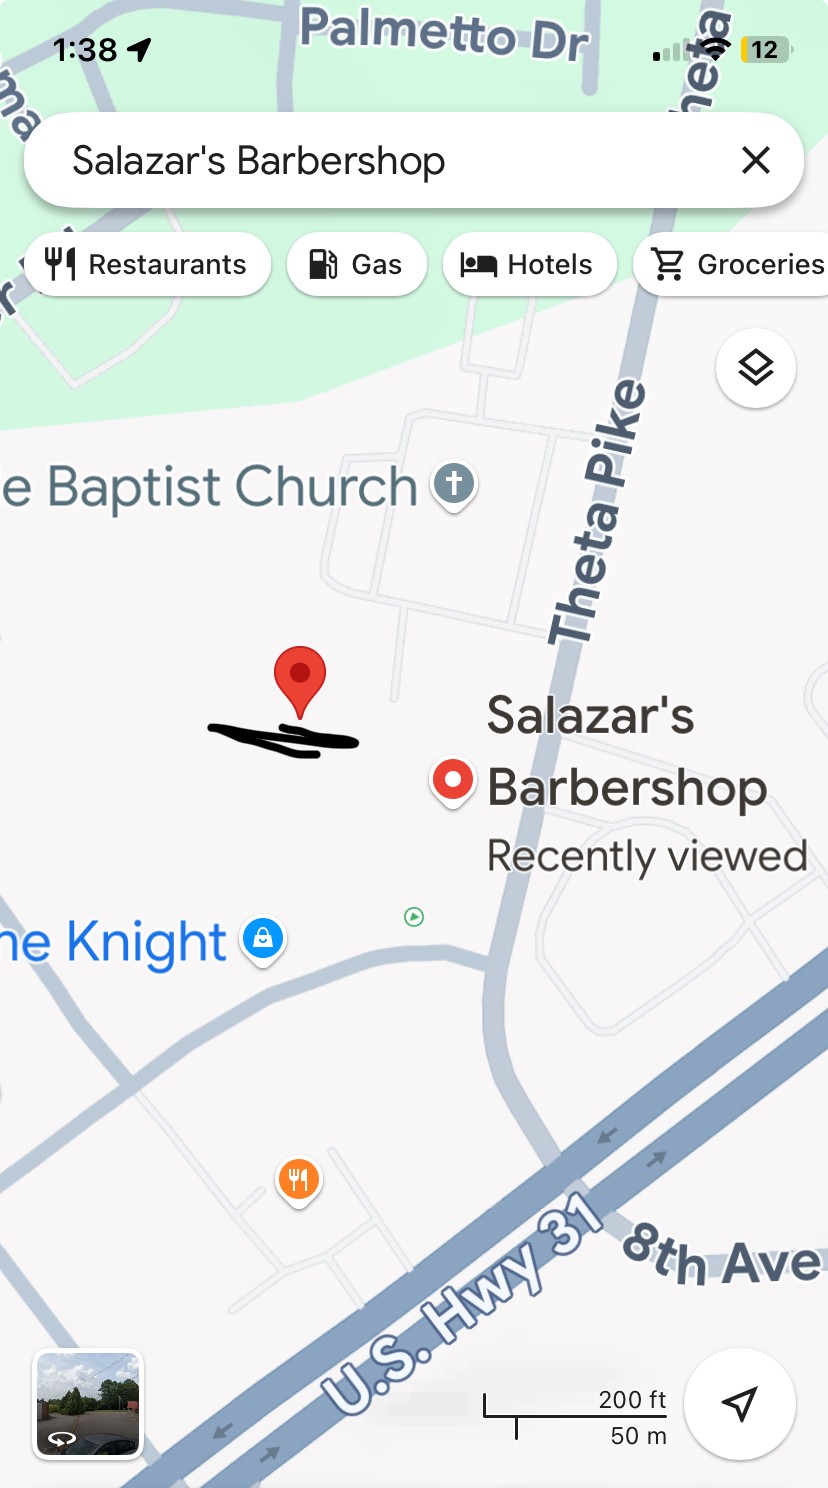 Palmetto Dr
1:38
12
Salazar's Barbershop
Restaurants
Gas
Hotels
Groceries
Theta Pike
e Baptist Church
Salazar's
Barbershop
Recently viewed
ne Knight
U.S. Hwy 31
8th Ave
200 ft
50 m